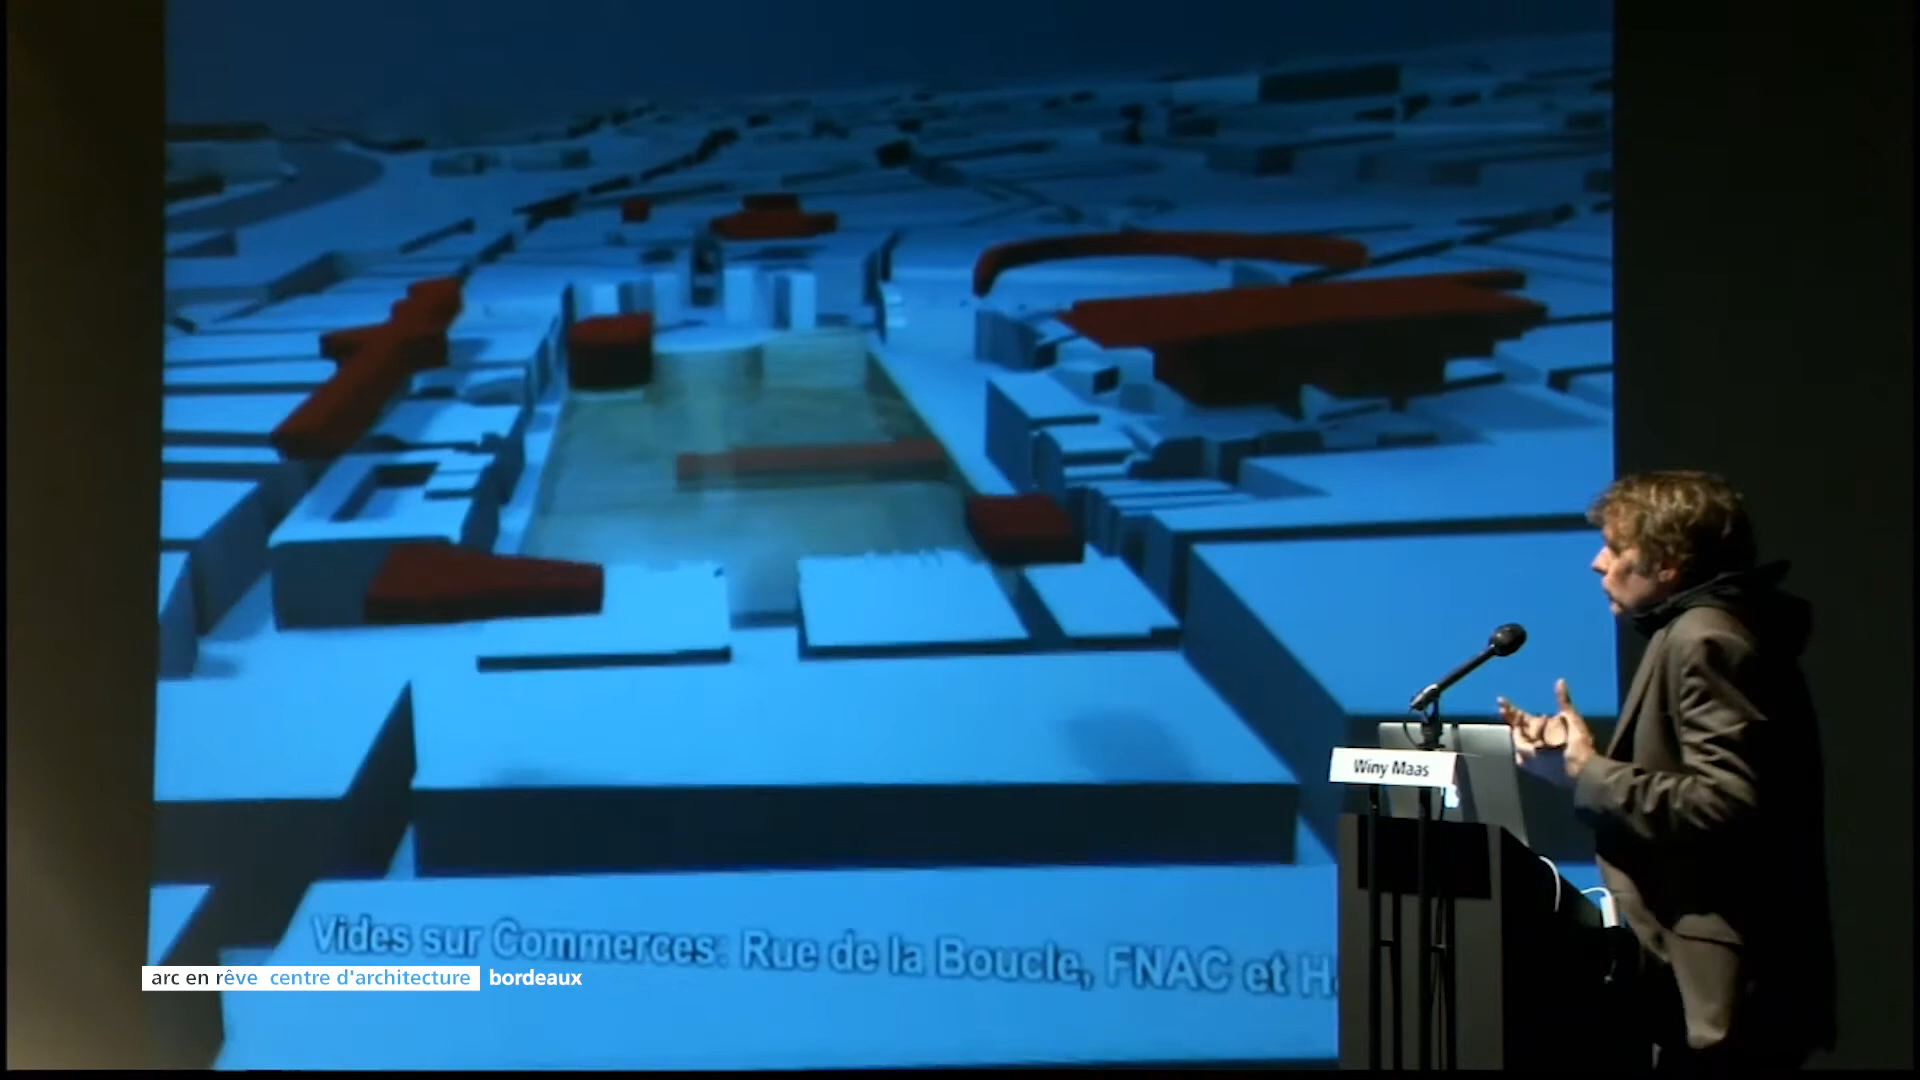 Winy Maas
Vides sur Commerces: Rue de la Boucle, FNAC et
arc en rêve centre d'architecture bordeaux